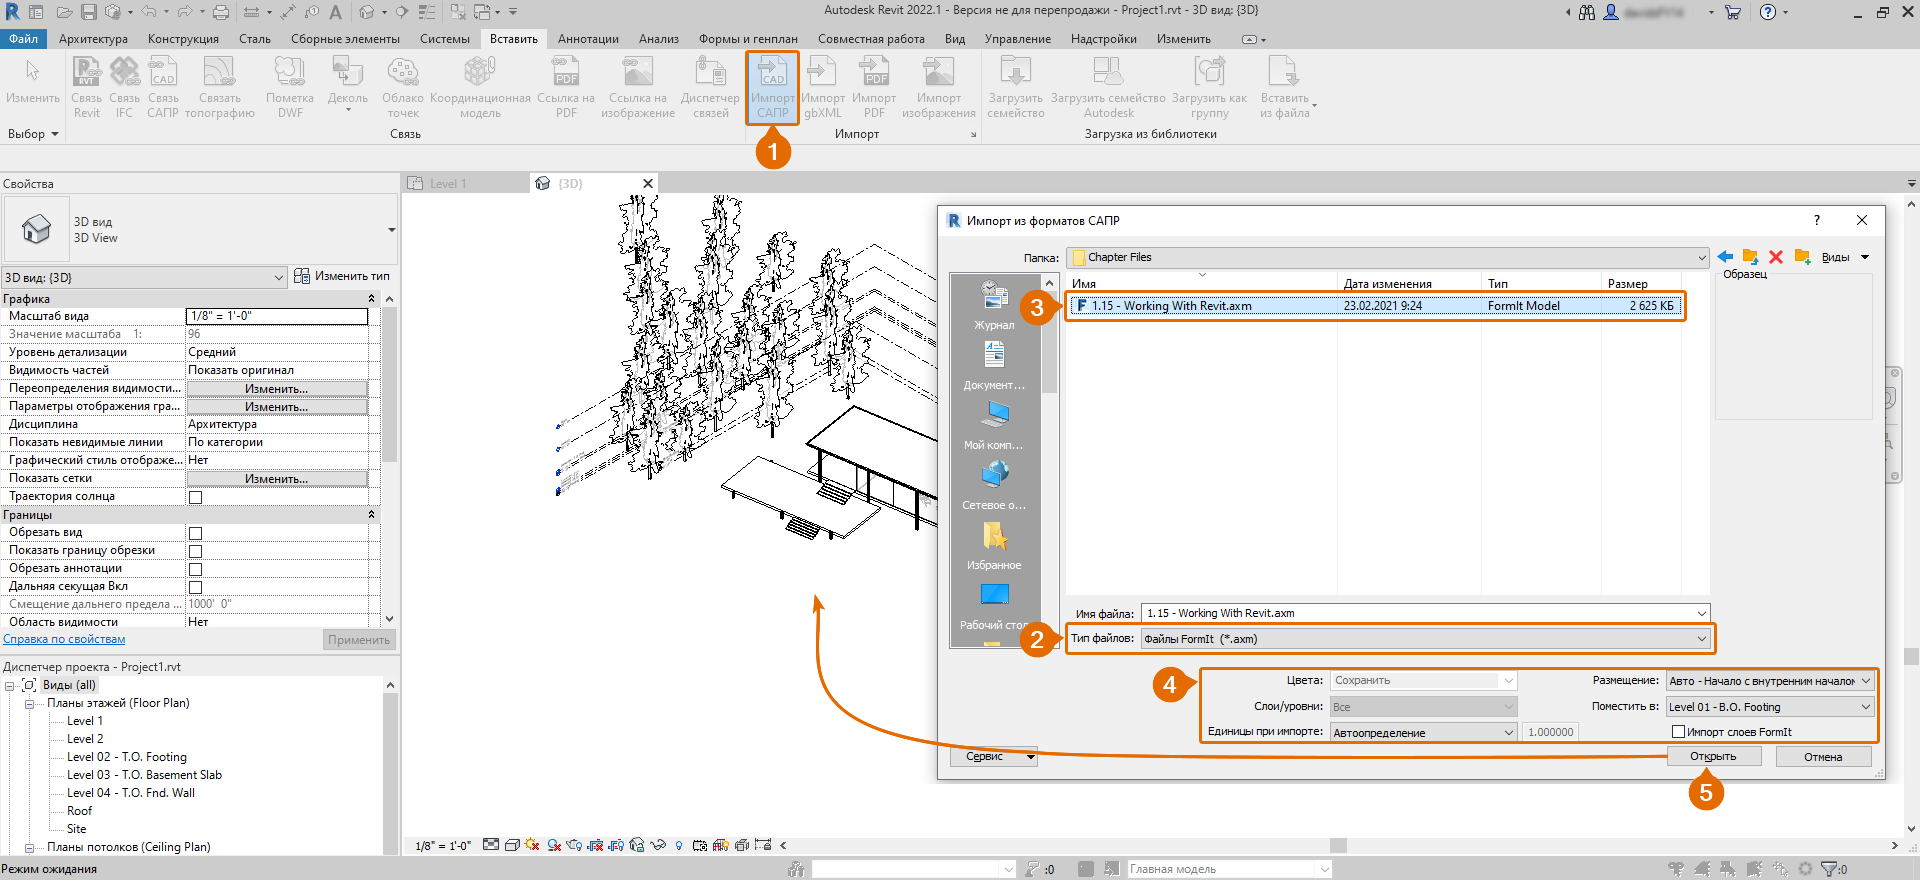 Autodesk Revit 2022.1 - Версия не для перепродажи - Project1.rvt - 3D вид: {3D}
Файл Архитектура Конструкция Сталь Сборные элементы Системы Вставить Аннотации Анализ Формы и генплан Совместная работа Вид Управление Надстройки Изменить
Изменить
Связь Revit
Связь IFC
Связь САПР
Связать топографию
Пометка DWF
Деколь
Облако точек
Координационная модель
Ссылка на PDF
Ссылка на изображение
Диспетчер связей
Импорт САПР
Импорт gbXML
Импорт PDF
Импорт изображения
Загрузить семейство
Загрузить семейство Autodesk
Загрузить как группу
Вставить из файла
Выбор Связь Импорт Загрузка из библиотеки
1
Свойства
Level 1 {3D}
3D вид
3D View
3D вид: {3D} Изменить тип
Графика
Масштаб вида 1/8" = 1'-0"
Значение масштаба 1: 96
Уровень детализации Средний
Видимость частей Показать оригинал
Переопределения видимости... Изменить...
Параметры отображения гра... Изменить...
Дисциплина Архитектура
Показать невидимые линии По категории
Графический стиль отображе... Нет
Показать сетки Изменить...
Траектория солнца
Границы
Обрезать вид
Показать границу обрезки
Обрезать аннотации
Дальняя секущая Вкл
Смещение дальнего предела ... 1000' 0"
Область видимости Нет
Справка по свойствам Применить
Диспетчер проекта - Project1.rvt
Виды (all)
Планы этажей (Floor Plan)
Level 1
Level 2
Level 02 - T.O. Footing
Level 03 - T.O. Basement Slab
Level 04 - T.O. Fnd. Wall
Roof
Site
Планы потолков (Ceiling Plan)
Импорт из форматов САПР ?
Папка: Chapter Files Виды
Образец
Имя Дата изменения Тип Размер
3 1.15 - Working With Revit.axm 23.02.2021 9:24 FormIt Model 2 625 КБ
Журнал
Документ...
Мой комп...
Сетевое о...
Избранное
Рабочий стол
Имя файла: 1.15 - Working With Revit.axm
2 Тип файлов: Файлы FormIt (*.axm)
4
Цвета: Сохранить Размещение: Авто - Начало с внутренним началом
Слои/уровни: Все Поместить в: Level 01 - B.O. Footing
Единицы при импорте: Автоопределение 1.000000 Импорт слоев FormIt
Сервис Открыть Отмена
5
1/8" = 1'-0"
Режим ожидания :0 Главная модель :0